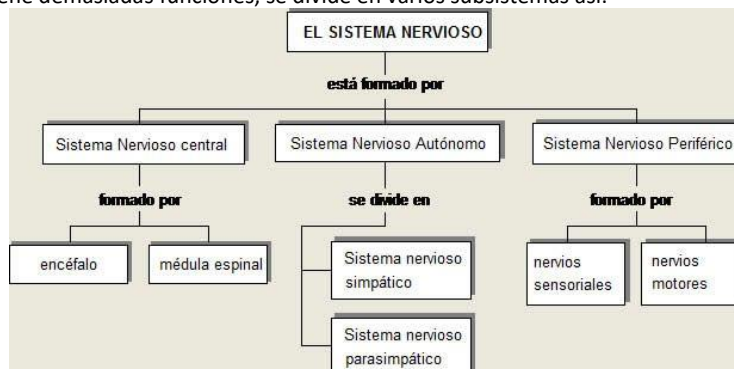 ene demasiadas funciones, se divide en varios subsistemas así:
EL SISTEMA NERVIOSO
está formado por
Sistema Nervioso central
Sistema Nervioso Autónomo
Sistema Nervioso Periférico
formado por
se divide en
formado por
encéfalo
médula espinal
Sistema nervioso
simpático
Sistema nervioso
parasimpático
nervios
sensoriales
nervios
motores